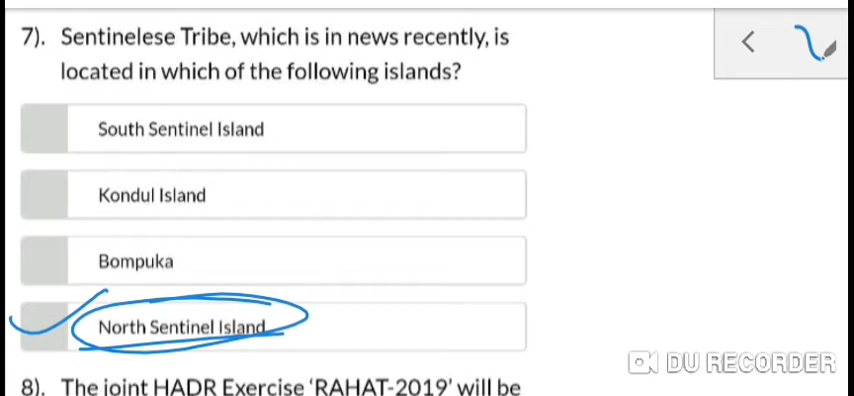 7). Sentinelese Tribe, which is in news recently, is
located in which of the following islands?
South Sentinel Island
Kondul Island
Bompuka
North Sentinel Island
DU RECORDER
8). The joint HADR Exercise 'RAHAT-2019' will be